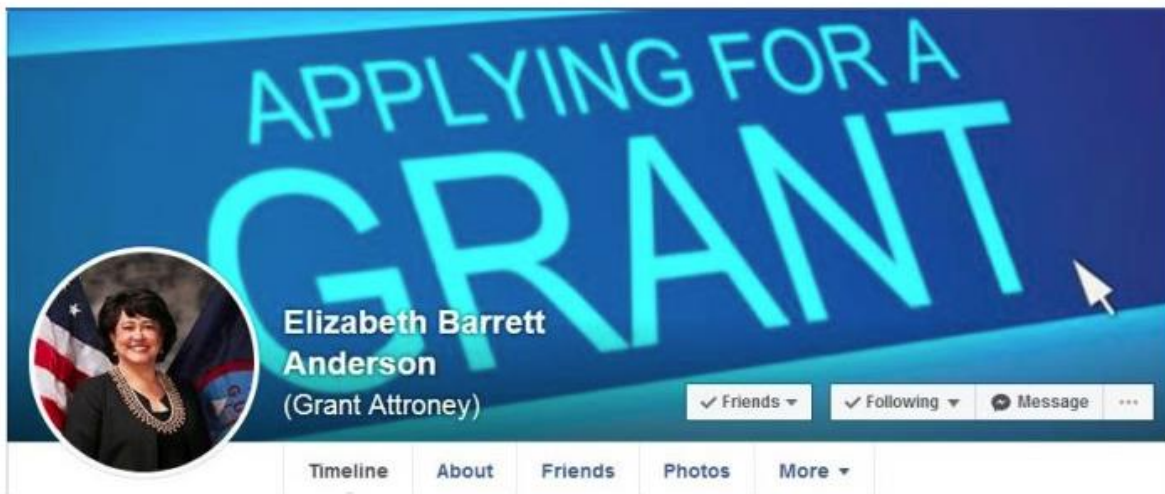 APPLYING FOR A
GRANT
Elizabeth Barrett
Anderson
(Grant Attroney)
Friends
Following
Message
Timeline
About
Friends
Photos
More